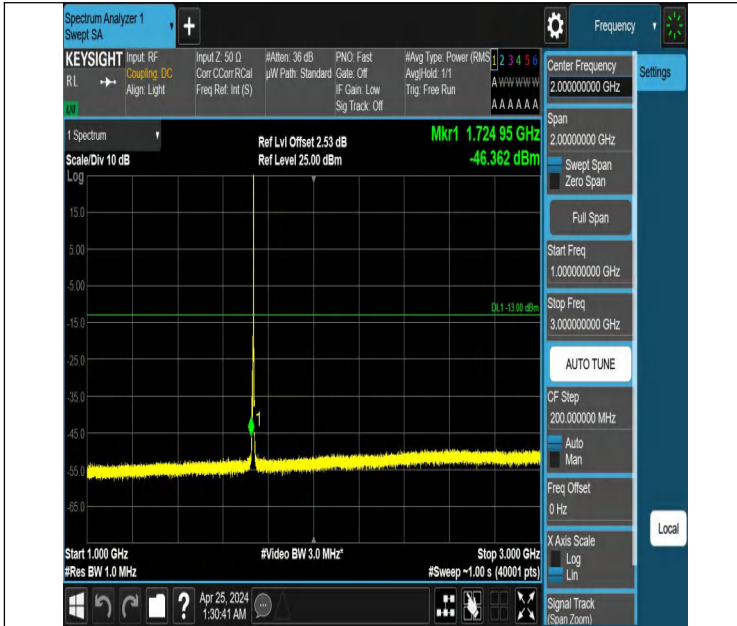 Spectrum Analyzer 1
Swept SA
+
Frequency
KEYSIGHT
RL
Input: RF
Coupling: DC
Align: Light
Input Z: 50 Ω
Corr CCorr RCal
Freq Ref: Int (S)
#Atten: 36 dB
µW Path: Standard
PNO: Fast
Gate: Off
IF Gain: Low
Sig Track: Off
#Avg Type: Power (RMS
Avg|Hold: 1/1
Trig: Free Run
1 2 3 4 5 6
A W W W W W
A A A A A A
1 Spectrum
Scale/Div 10 dB
Ref Lvl Offset 2.53 dB
Ref Level 25.00 dBm
Mkr1 1.724 95 GHz
-46.362 dBm
Log
15.0
5.00
-5.00
-15.0
-25.0
-35.0
-45.0
-55.0
-65.0
DL1 -13.00 dBm
1
Start 1.000 GHz
#Res BW 1.0 MHz
#Video BW 3.0 MHz*
Stop 3.000 GHz
#Sweep ~1.00 s (40001 pts)
Apr 25, 2024
1:30:41 AM
?
Center Frequency
2.000000000 GHz
Settings
Span
2.00000000 GHz
Swept Span
Zero Span
Full Span
Start Freq
1.000000000 GHz
Stop Freq
3.000000000 GHz
AUTO TUNE
CF Step
200.000000 MHz
Auto
Man
Freq Offset
0 Hz
X Axis Scale
Log
Lin
Local
Signal Track
(Span Zoom)